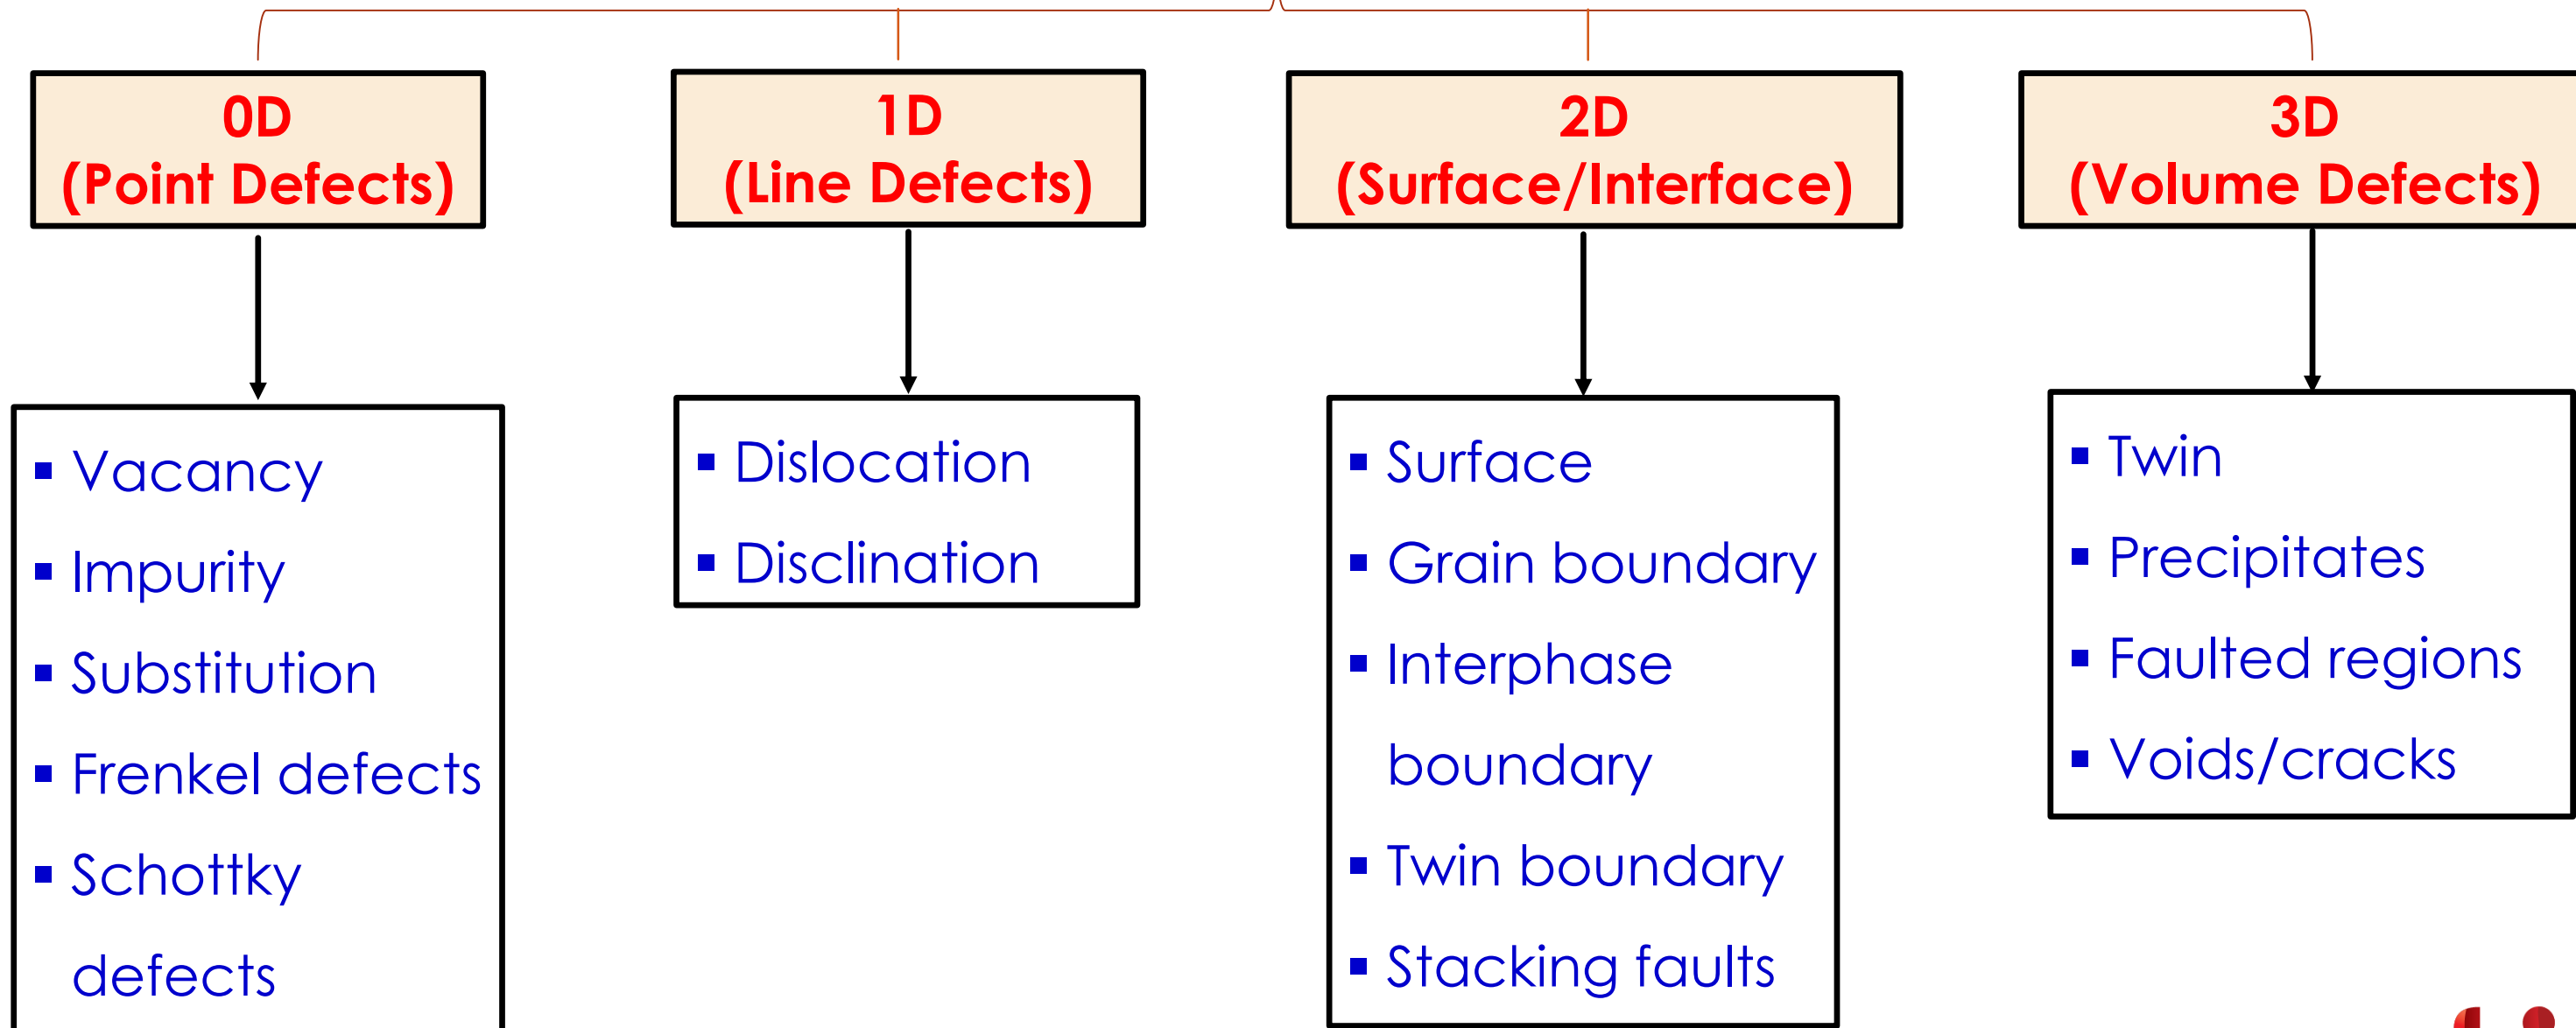 0D
(Point Defects)
▪ Vacancy
▪ Impurity
▪ Substitution
▪ Frenkel defects
▪ Schottky
defects
1D
(Line Defects)
▪ Dislocation
▪ Disclination
2D
(Surface/Interface)
▪ Surface
▪ Grain boundary
▪ Interphase
boundary
▪ Twin boundary
▪ Stacking faults
3D
(Volume Defects)
▪ Twin
▪ Precipitates
▪ Faulted regions
▪ Voids/cracks